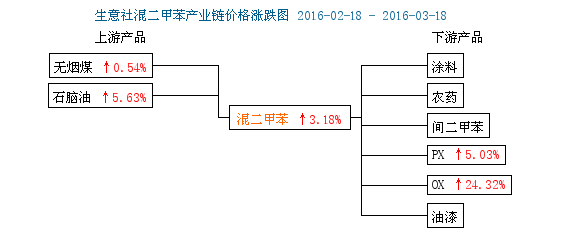 生意社混二甲苯产业链价格涨跌图 2016-02-18 - 2016-03-18
上游产品
下游产品
无烟煤 ↑0.54%
石脑油 ↑5.63%
混二甲苯 ↑3.18%
涂料
农药
间二甲苯
PX ↑5.03%
OX ↑24.32%
油漆